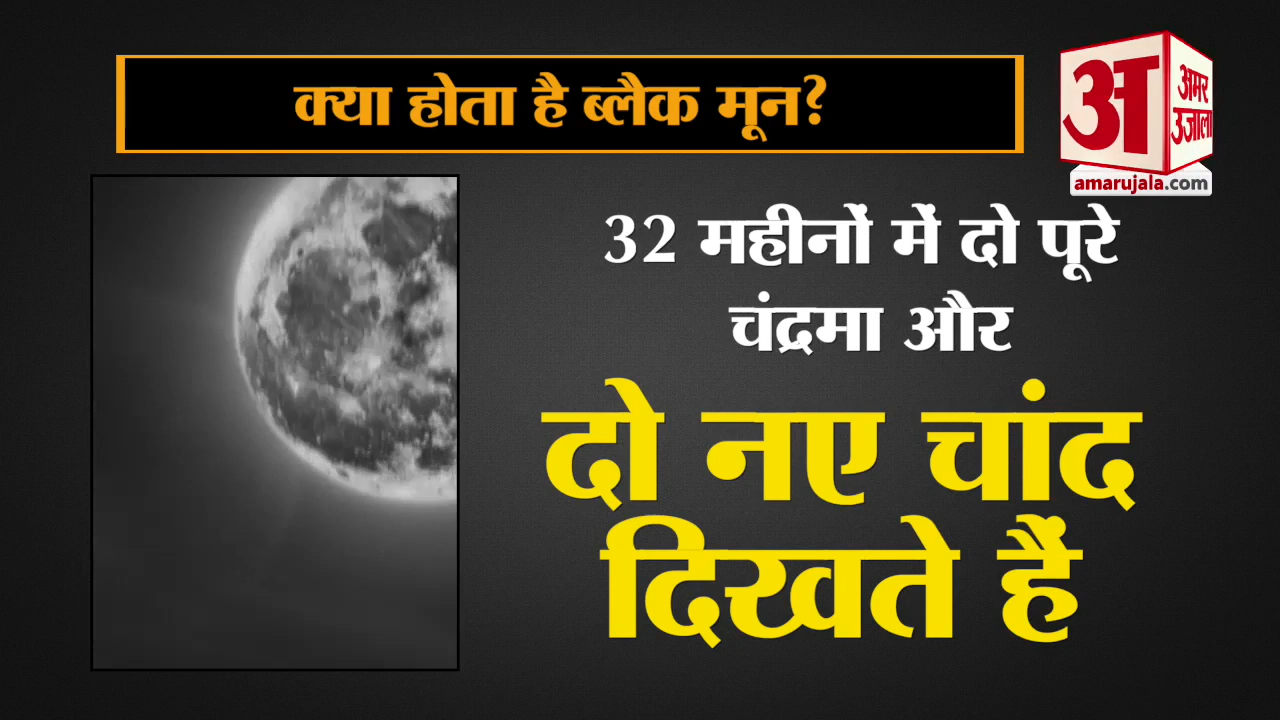 क्या होता है ब्लैक मून?
अ
अमर
उजाला
amarujala.com
32 महीनों में दो पूरे
चंद्रमा और
दो नए चांद
दिखते हैं